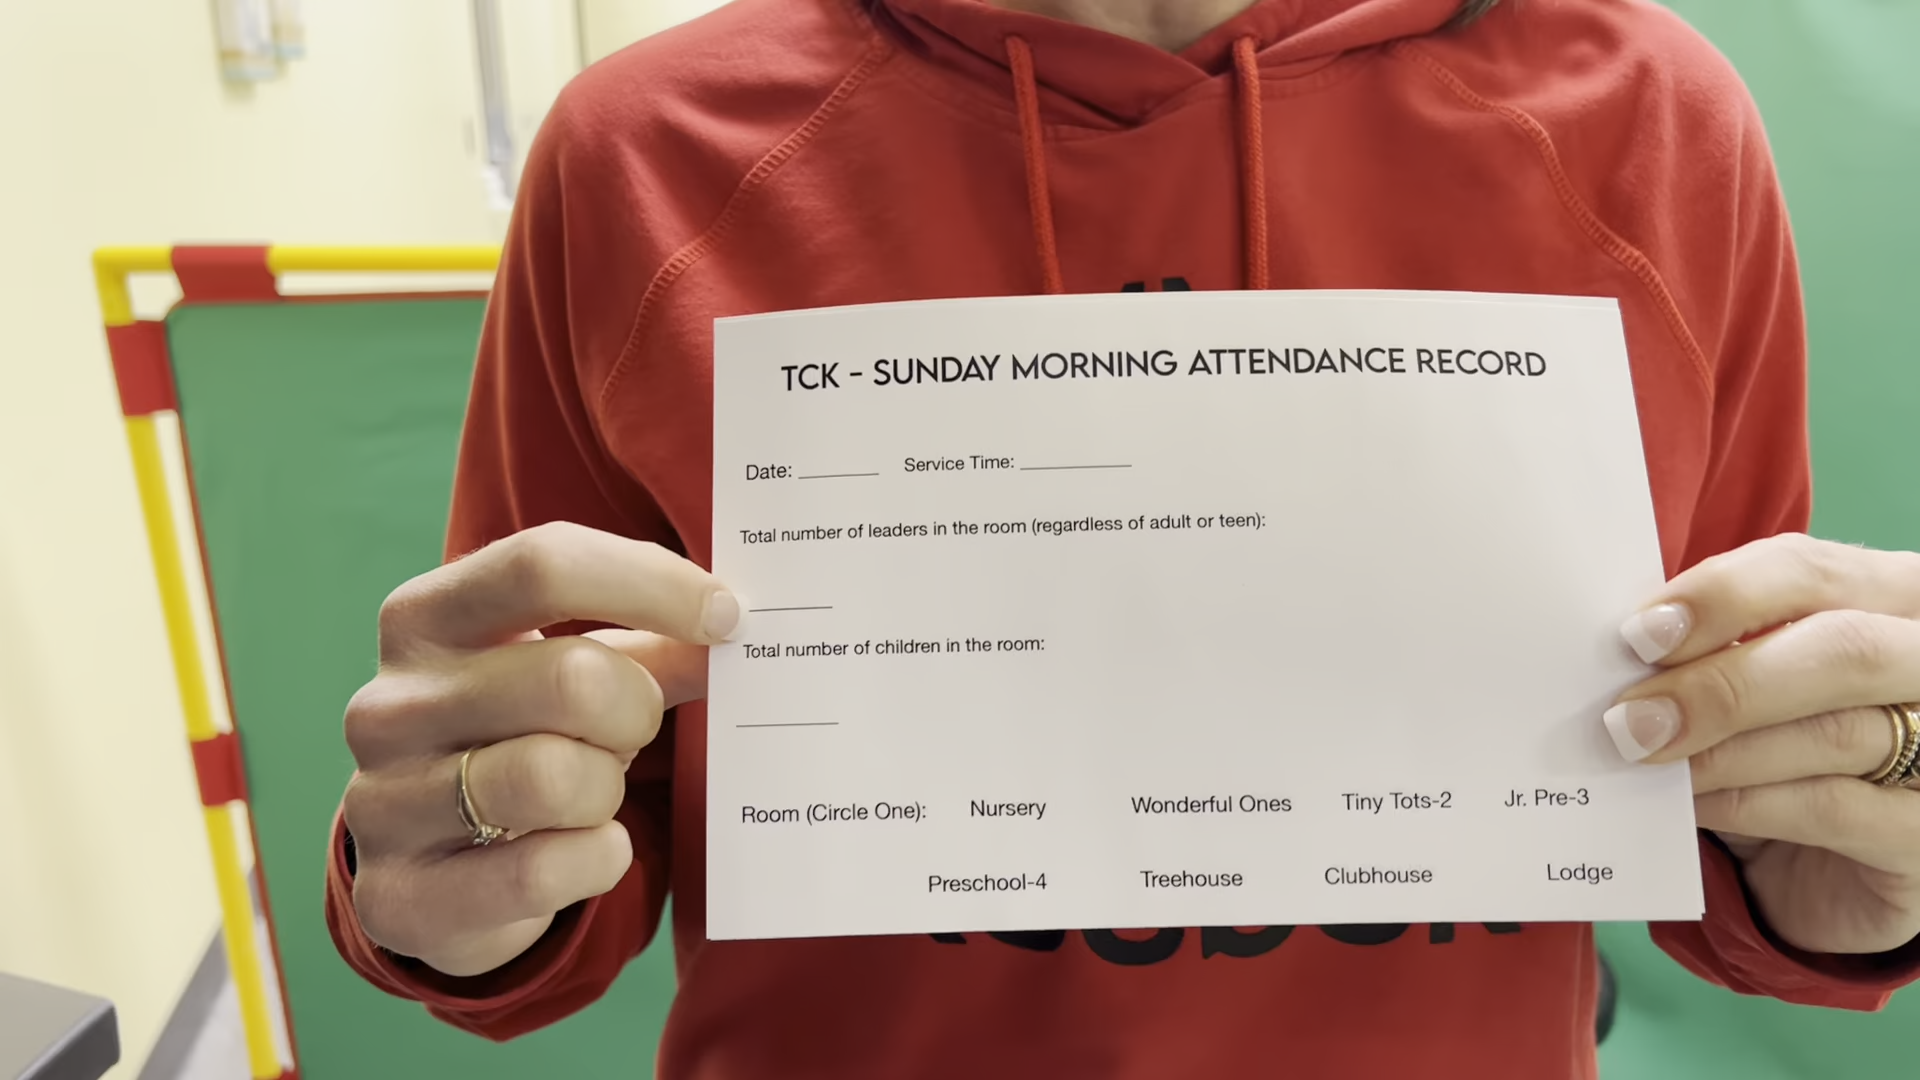 TCK - SUNDAY MORNING ATTENDANCE RECORD
Date: ________ Service Time: ___________
Total number of leaders in the room (regardless of adult or teen):
________
Total number of children in the room:
__________
Room (Circle One): Nursery Wonderful Ones Tiny Tots-2 Jr. Pre-3
Preschool-4 Treehouse Clubhouse Lodge